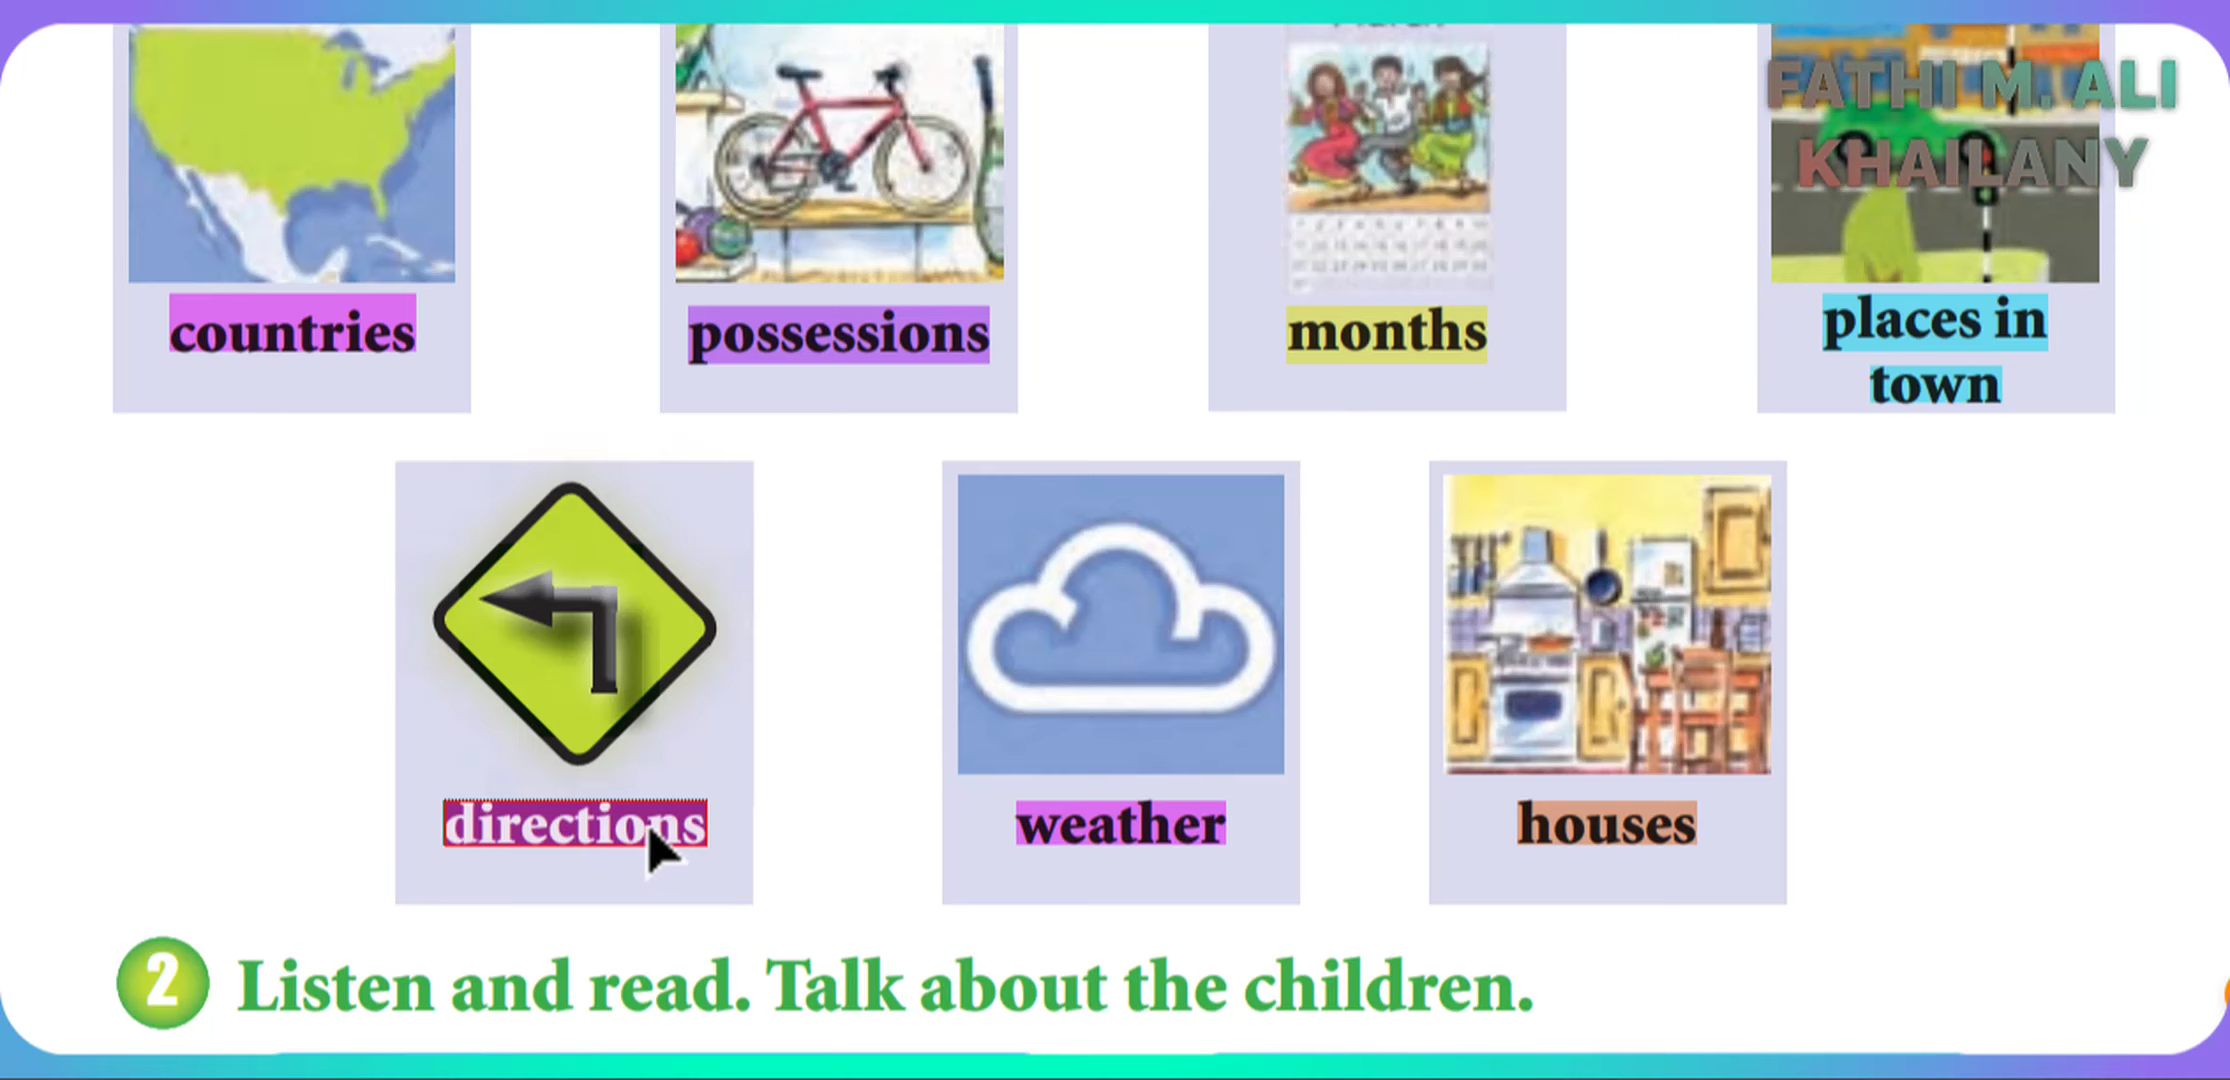 FATHI M. ALI
KHAILANY
countries
possessions
months
places in
town
directions
weather
houses
2 Listen and read. Talk about the children.